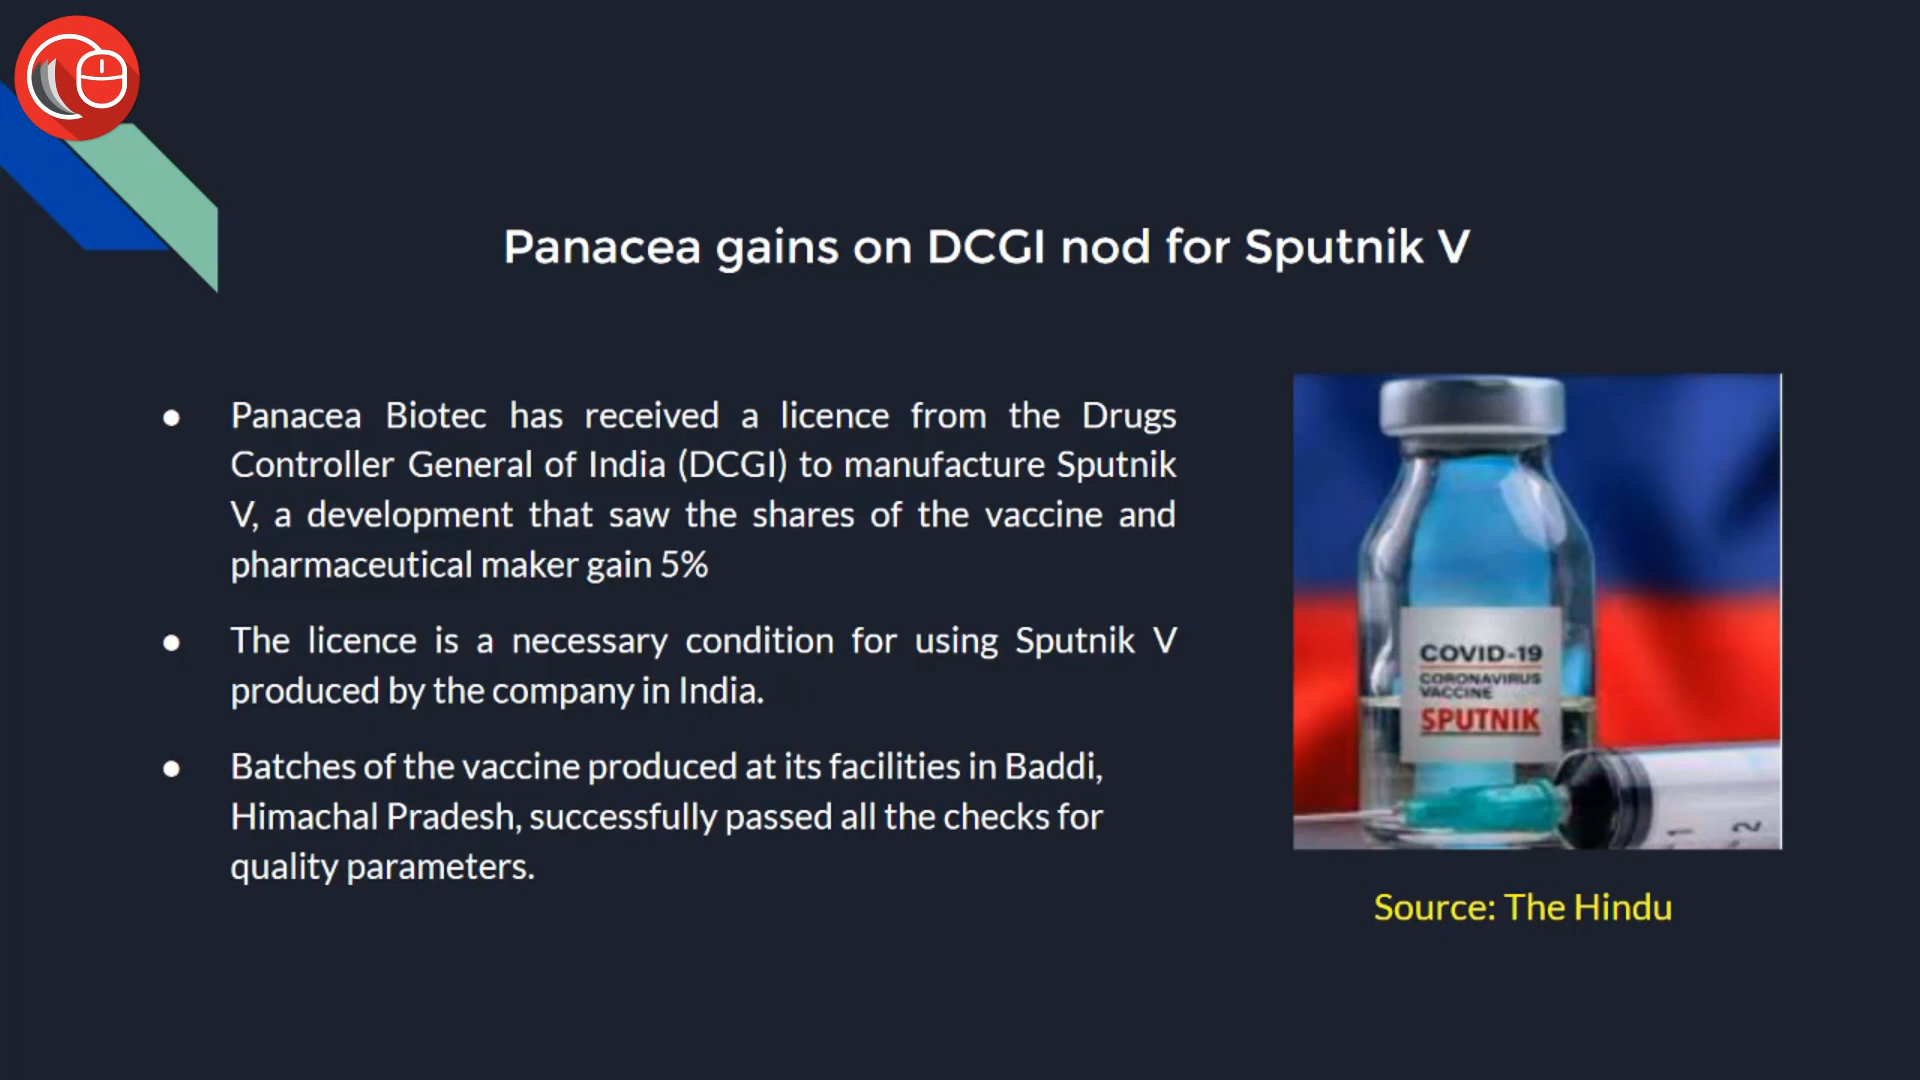 Panacea gains on DCGI nod for Sputnik V
● Panacea Biotec has received a licence from the Drugs
Controller General of India (DCGI) to manufacture Sputnik
V, a development that saw the shares of the vaccine and
pharmaceutical maker gain 5%
● The licence is a necessary condition for using Sputnik V
produced by the company in India.
● Batches of the vaccine produced at its facilities in Baddi,
Himachal Pradesh, successfully passed all the checks for
quality parameters.
COVID-19
CORONAVIRUS
VACCINE
SPUTNIK
1 2
Source: The Hindu